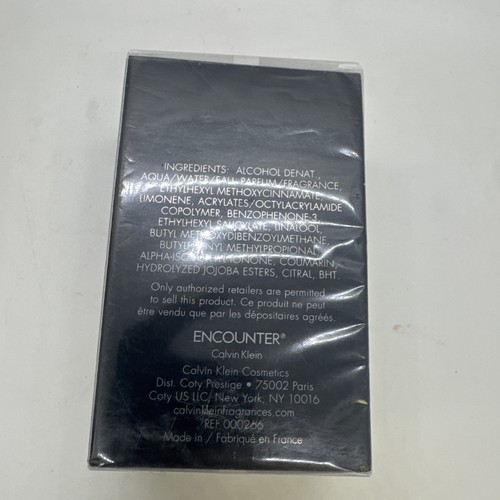 INGREDIENTS: ALCOHOL DENAT.,
AQUA/WATER/EAU, PARFUM/FRAGRANCE,
ETHYLHEXYL METHOXYCINNAMATE,
LIMONENE, ACRYLATES/OCTYLACRYLAMIDE
COPOLYMER, BENZOPHENONE-3,
ETHYLHEXYL SALICYLATE, LINALOOL,
BUTYL METHOXYDIBENZOYLMETHANE,
BUTYLPHENYL METHYLPROPIONAL,
ALPHA-ISOMETHYL IONONE, COUMARIN,
HYDROLYZED JOJOBA ESTERS, CITRAL, BHT.
Only authorized retailers are permitted
to sell this product. Ce produit ne peut
être vendu que par les dépositaires agréés.
ENCOUNTER®
Calvin Klein
Calvin Klein Cosmetics
Dist. Coty Prestige • 75002 Paris
Coty US LLC, New York, NY 10016
calvinkleinfragrances.com
REF 000266
Made in / Fabriqué en France